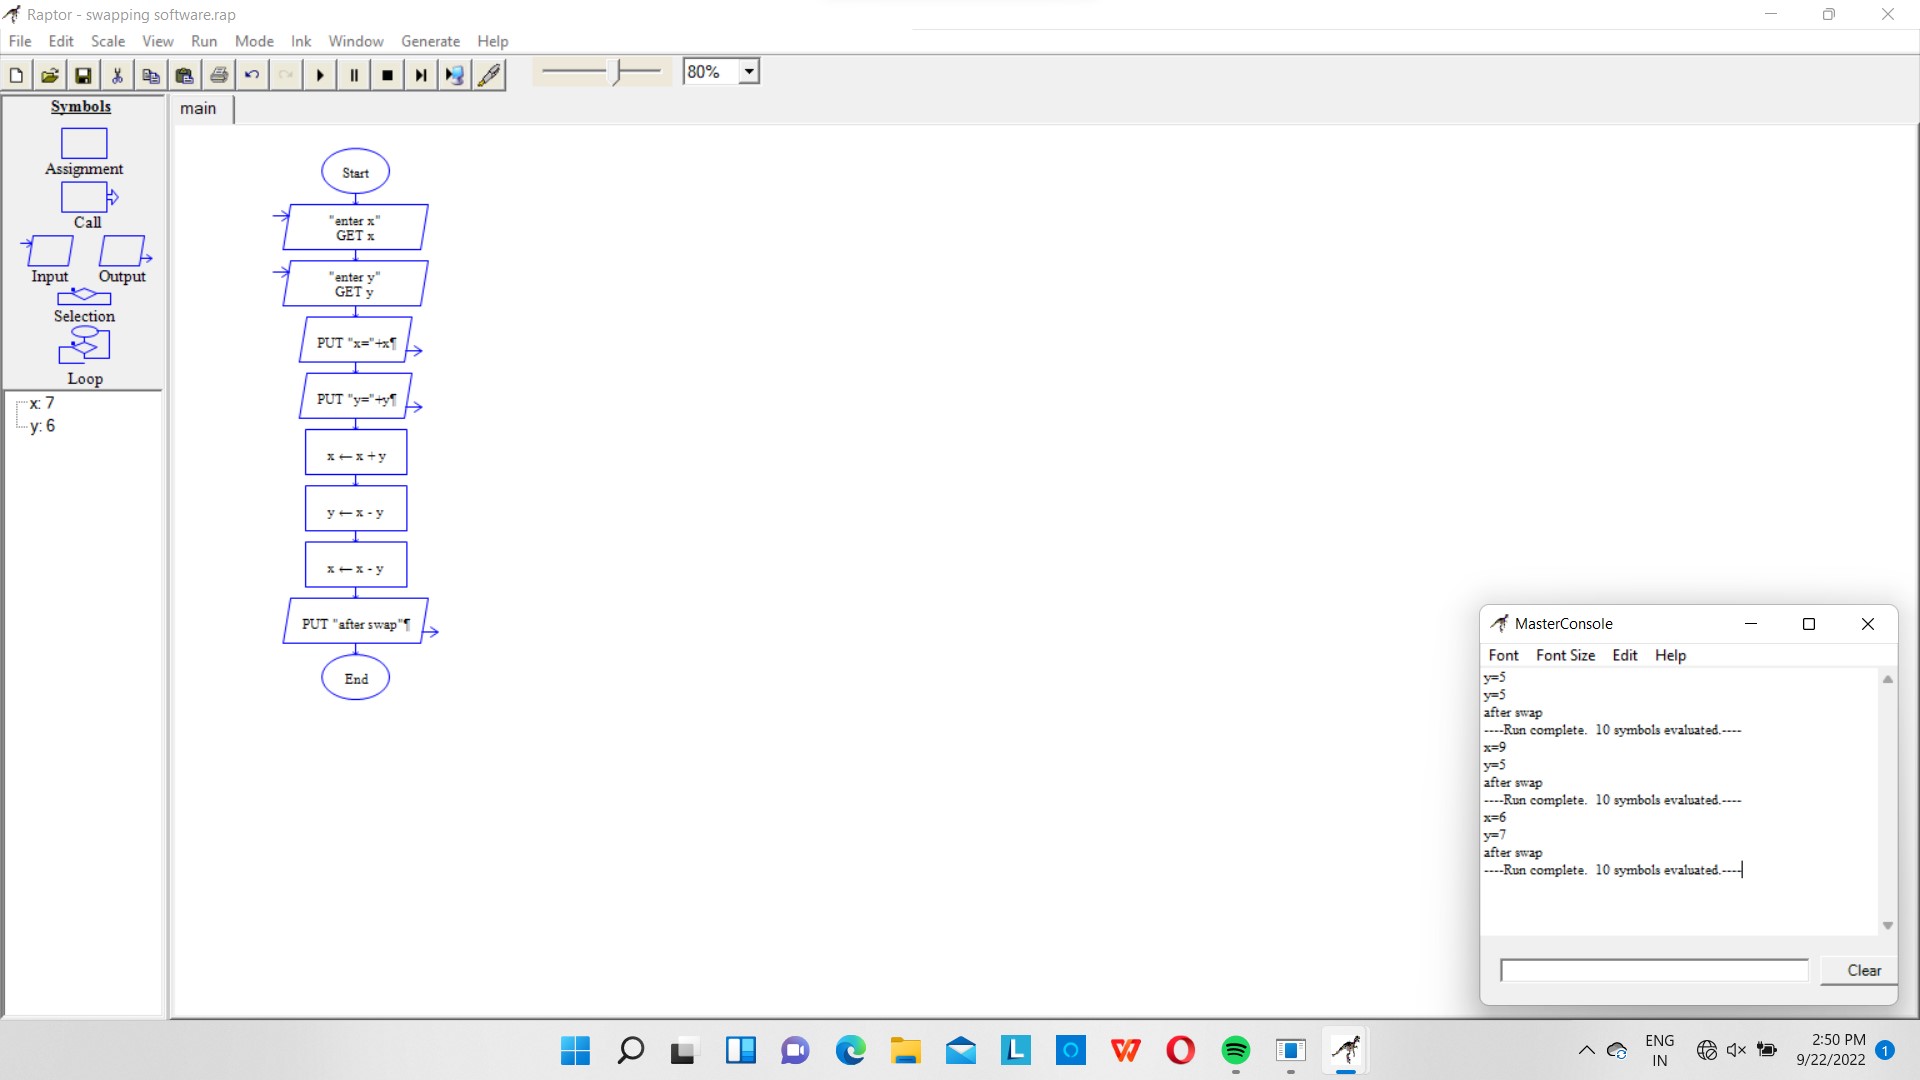 Raptor - swapping software.rap
File Edit Scale View Run Mode Ink Window Generate Help
80%
Symbols
Assignment
Call
Input Output
Selection
Loop
x: 7
y: 6
main
Start
"enter x"
GET x
"enter y"
GET y
PUT "x="+x¶
PUT "y="+y¶
x ← x + y
y ← x - y
x ← x - y
PUT "after swap"¶
End
MasterConsole
Font Font Size Edit Help
y=5
y=5
after swap
----Run complete.  10 symbols evaluated.----
x=9
y=5
after swap
----Run complete.  10 symbols evaluated.----
x=6
y=7
after swap
----Run complete.  10 symbols evaluated.----
Clear
L
W
ENG
IN
2:50 PM
9/22/2022
1